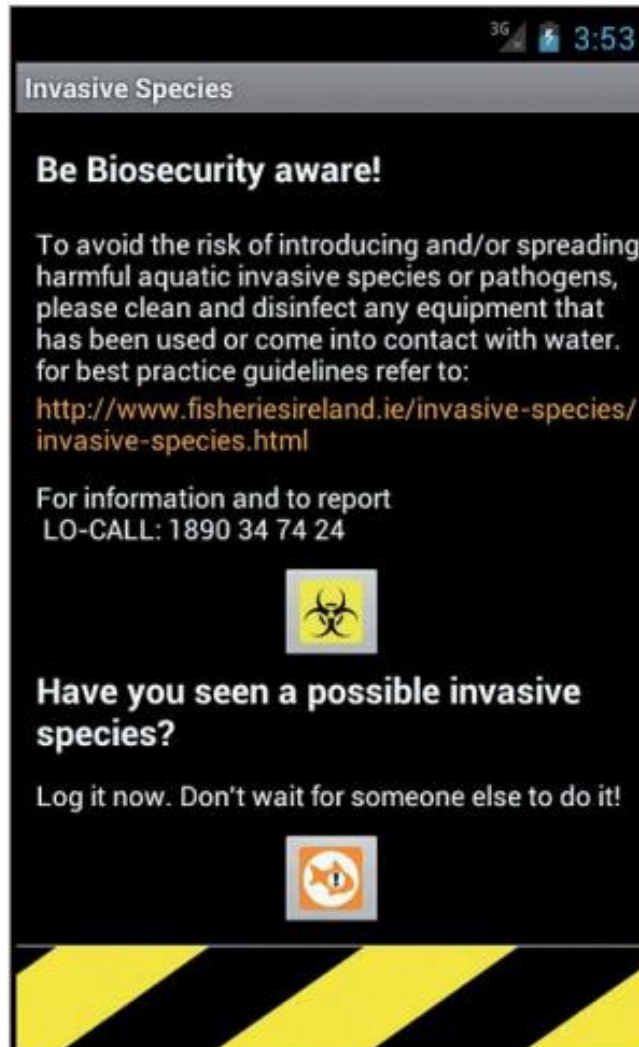 3G 3:53
Invasive Species
Be Biosecurity aware!
To avoid the risk of introducing and/or spreading
harmful aquatic invasive species or pathogens,
please clean and disinfect any equipment that
has been used or come into contact with water.
for best practice guidelines refer to:
http://www.fisheriesireland.ie/invasive-species/
invasive-species.html
For information and to report
LO-CALL: 1890 34 74 24
Have you seen a possible invasive
species?
Log it now. Don't wait for someone else to do it!
!